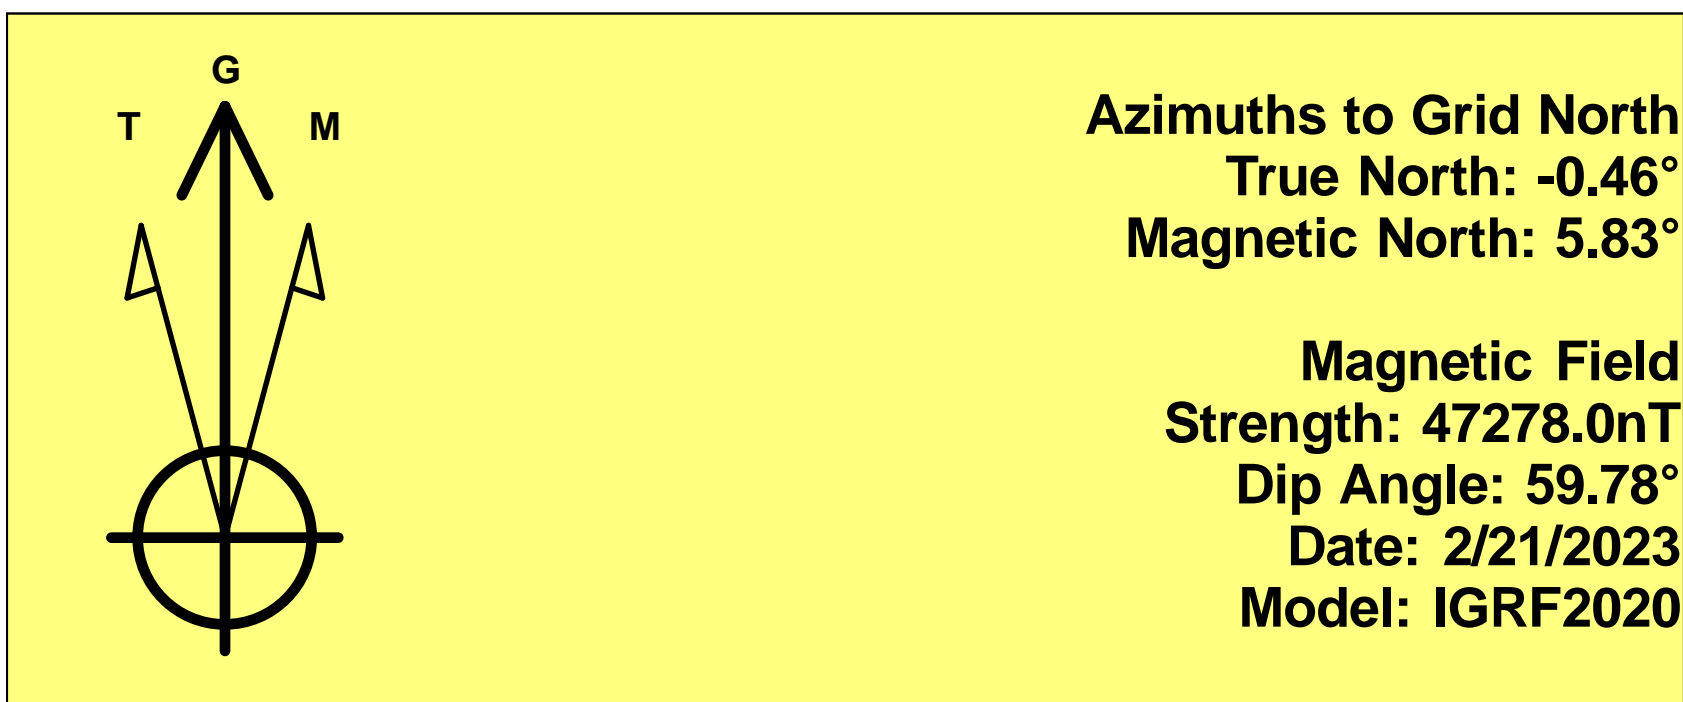 G
T
M
Azimuths to Grid North
True North: -0.46°
Magnetic North: 5.83°
Magnetic Field
Strength: 47278.0nT
Dip Angle: 59.78°
Date: 2/21/2023
Model: IGRF2020